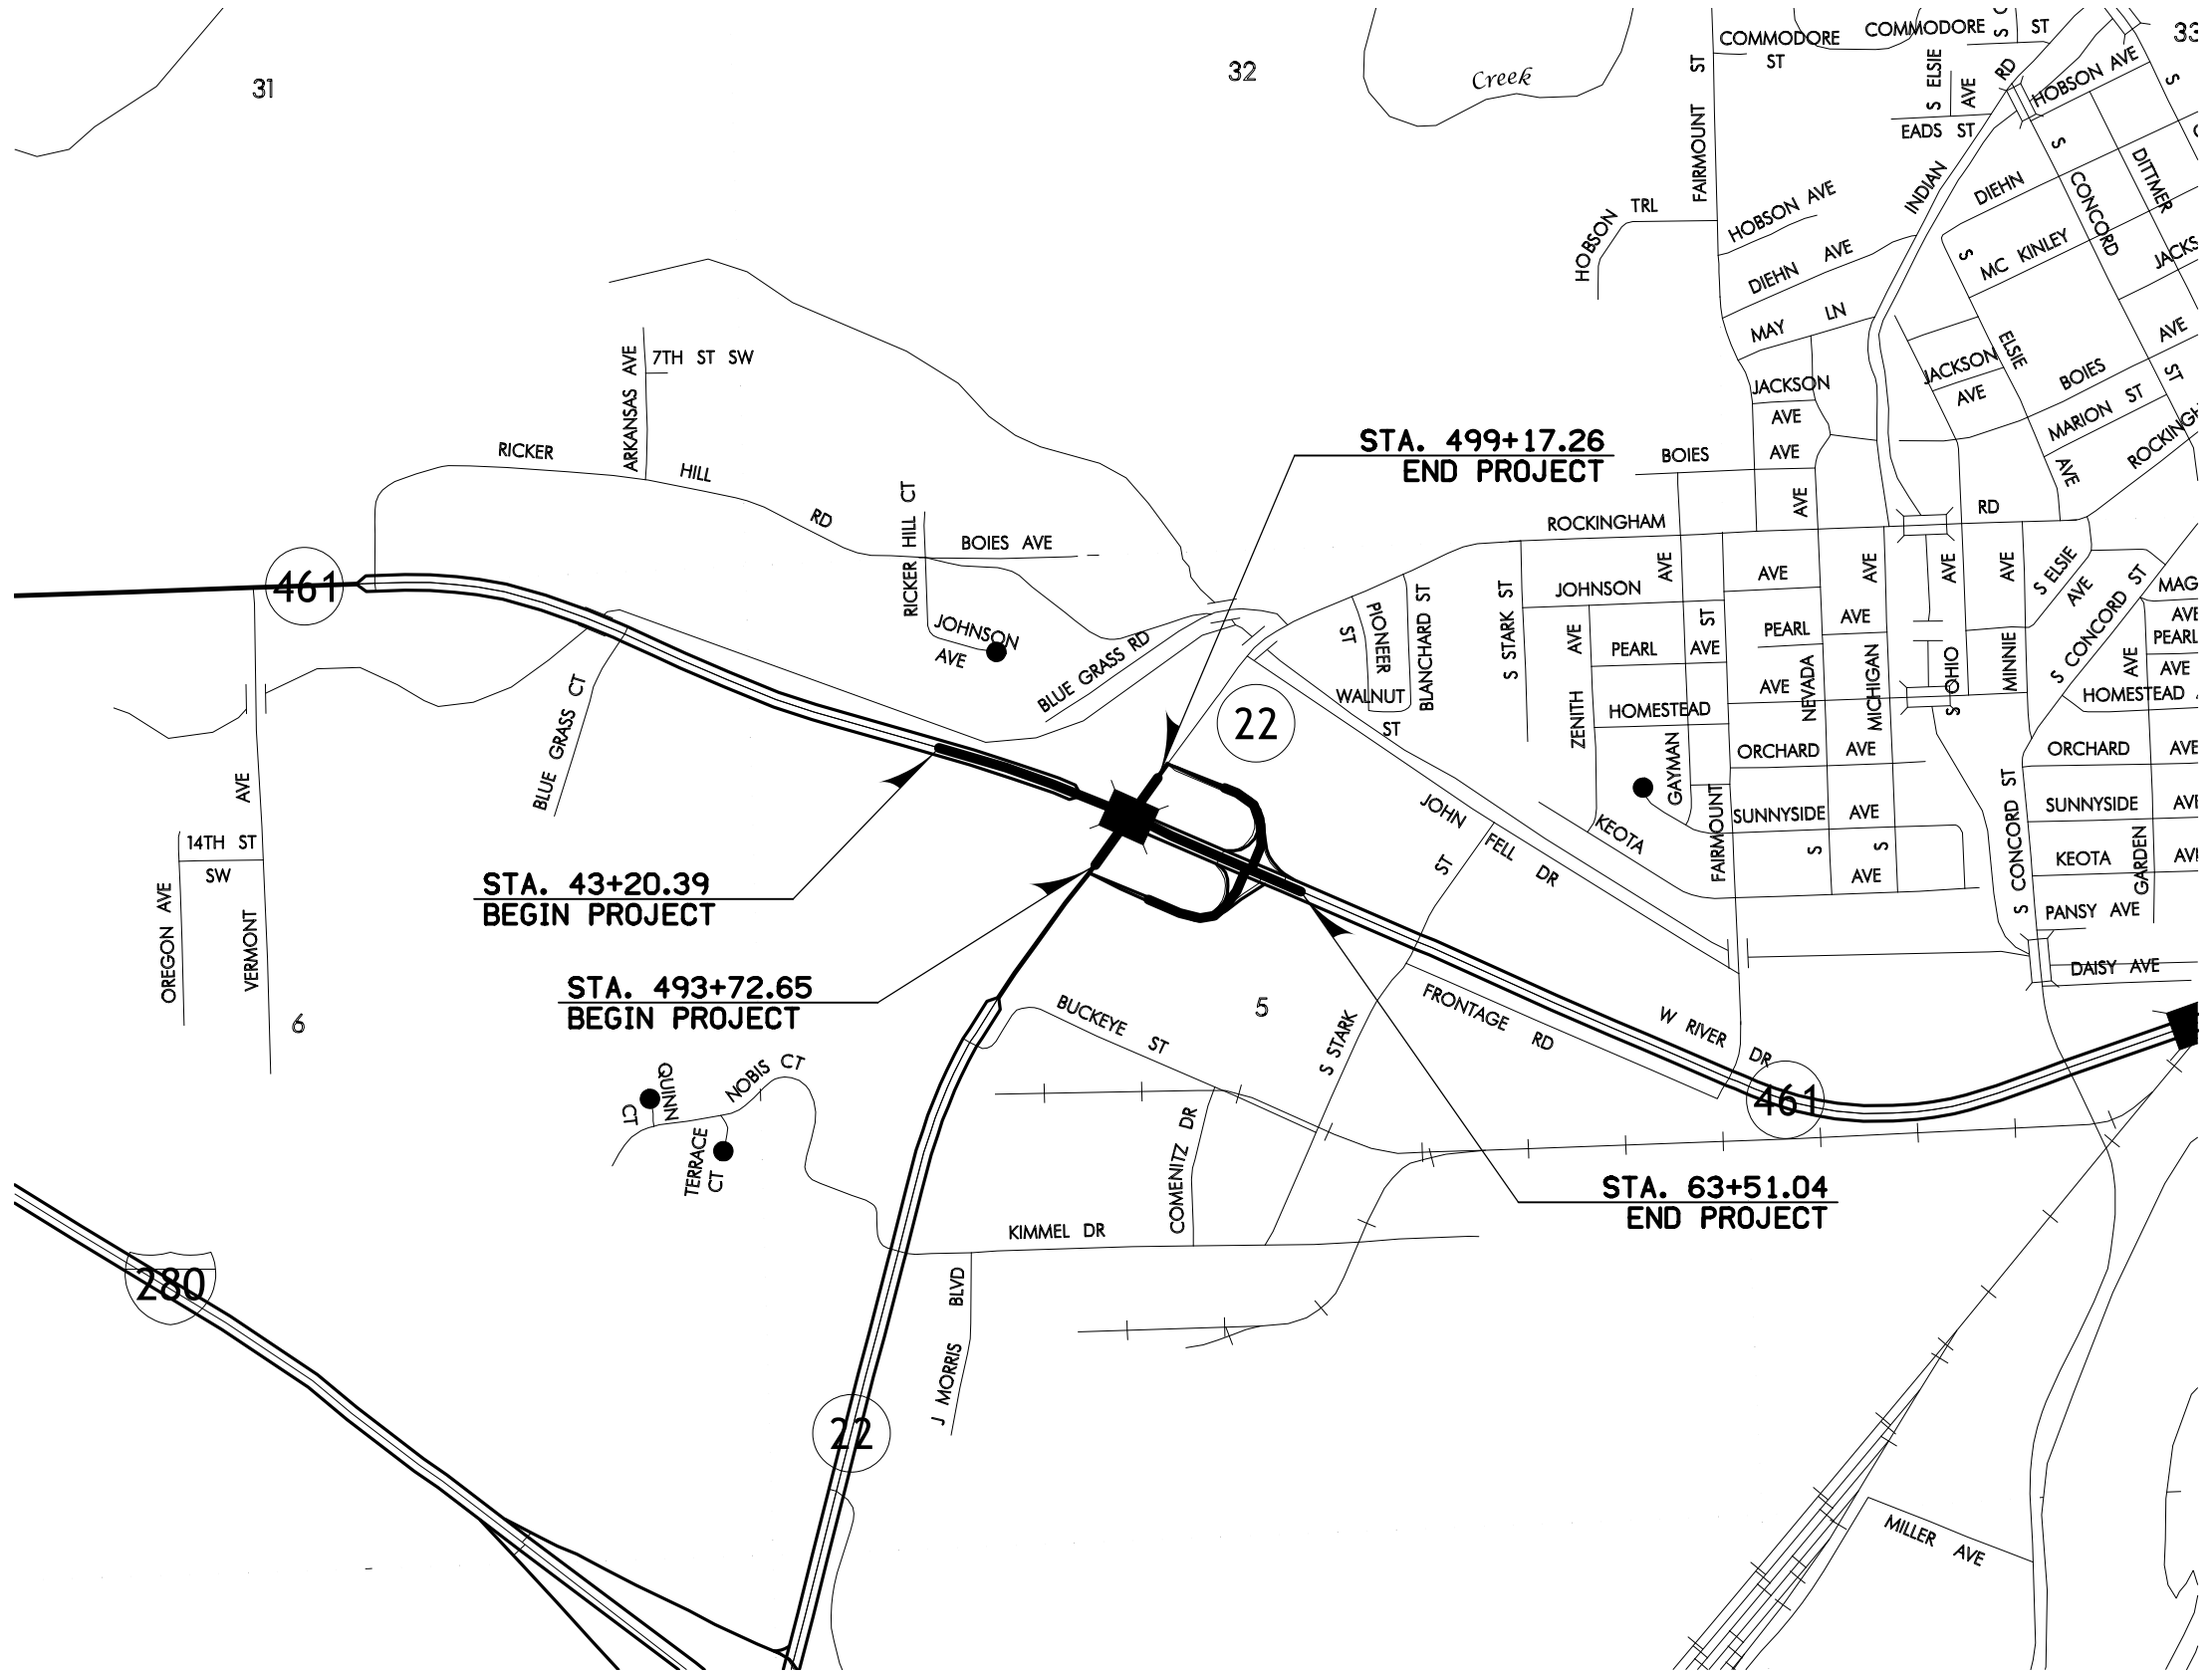 31
32
33
Creek
COMMODORE
ST
COMMODORE
ST
FAIRMOUNT ST
S ELSIE
AVE
EADS ST
INDIAN RD
HOBSON AVE
S
S
CONCORD
DITTMER
DIEHN
MC KINLEY
S
ELSIE
AVE
BOIES
AVE
ST
MARION ST
JACKSON
AVE
HOBSON TRL
HOBSON AVE
DIEHN AVE
MAY LN
JACKSON
AVE
BOIES AVE
AVE
ROCKINGHAM RD
ARKANSAS AVE
7TH ST SW
RICKER HILL RD
RICKER HILL CT
BOIES AVE
JOHNSON
AVE
BLUE GRASS RD
BLUE GRASS CT
461
STA. 499+17.26
END PROJECT
22
PIONEER
ST
BLANCHARD ST
WALNUT
ST
S STARK ST
JOHNSON AVE
AVE
ZENITH AVE
PEARL AVE
ST
PEARL AVE
HOMESTEAD AVE
GAYMAN
NEVADA
MICHIGAN AVE
S OHIO AVE
MINNIE AVE
S ELSIE
AVE
S CONCORD ST
MAG
AVE
PEARL
AVE
AVE
HOMESTEAD
ORCHARD AVE
ORCHARD
SUNNYSIDE AVE
SUNNYSIDE
S
S
AVE
KEOTA
KEOTA
FAIRMOUNT
S CONCORD ST
GARDEN
PANSY AVE
DAISY AVE
JOHN FELL DR
ST
S STARK
FRONTAGE RD
W RIVER DR
461
AVE
VERMONT
14TH ST
SW
OREGON AVE
6
5
STA. 43+20.39
BEGIN PROJECT
STA. 493+72.65
BEGIN PROJECT
STA. 63+51.04
END PROJECT
BUCKEYE ST
QUINN
CT
NOBIS CT
TERRACE
CT
COMENITZ DR
KIMMEL DR
J MORRIS BLVD
280
22
MILLER AVE